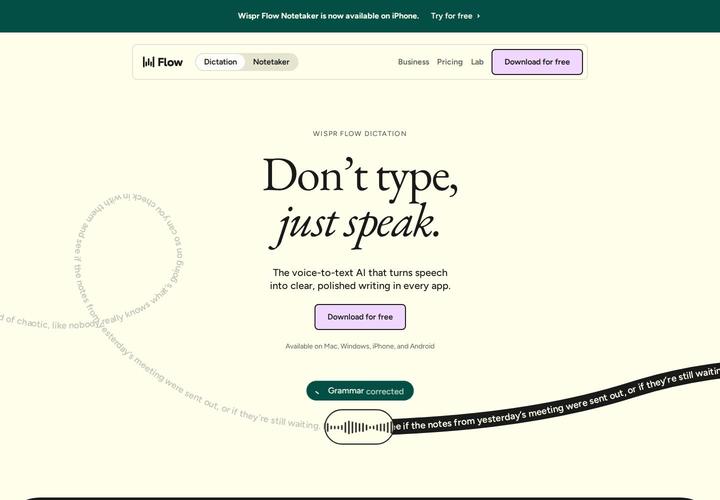 Wispr Flow Notetaker is now available on iPhone. Try for free ›
Flow Dictation Notetaker Business Pricing Lab Download for free
WISPR FLOW DICTATION
Don’t type,
just speak.
The voice-to-text AI that turns speech
into clear, polished writing in every app.
Download for free
Available on Mac, Windows, iPhone, and Android
d of chaotic, like nobody really knows what’s going on so can you check in with them and see if the notes from yesterday’s meeting were sent out, or if they’re still waiting.
Grammar corrected
e if the notes from yesterday’s meeting were sent out, or if they’re still waitin